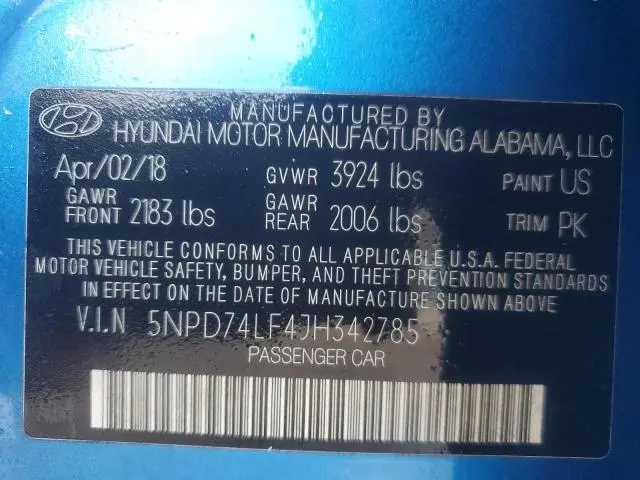 MANUFACTURED BY
HYUNDAI MOTOR MANUFACTURING ALABAMA, LLC
Apr/02/18 GVWR 3924 lbs PAINT US
GAWR FRONT 2183 lbs GAWR REAR 2006 lbs TRIM PK
THIS VEHICLE CONFORMS TO ALL APPLICABLE U.S.A. FEDERAL
MOTOR VEHICLE SAFETY, BUMPER, AND THEFT PREVENTION STANDARDS
IN EFFECT ON THE DATE OF MANUFACTURE SHOWN ABOVE
V.I.N 5NPD74LF4JH342785
PASSENGER CAR